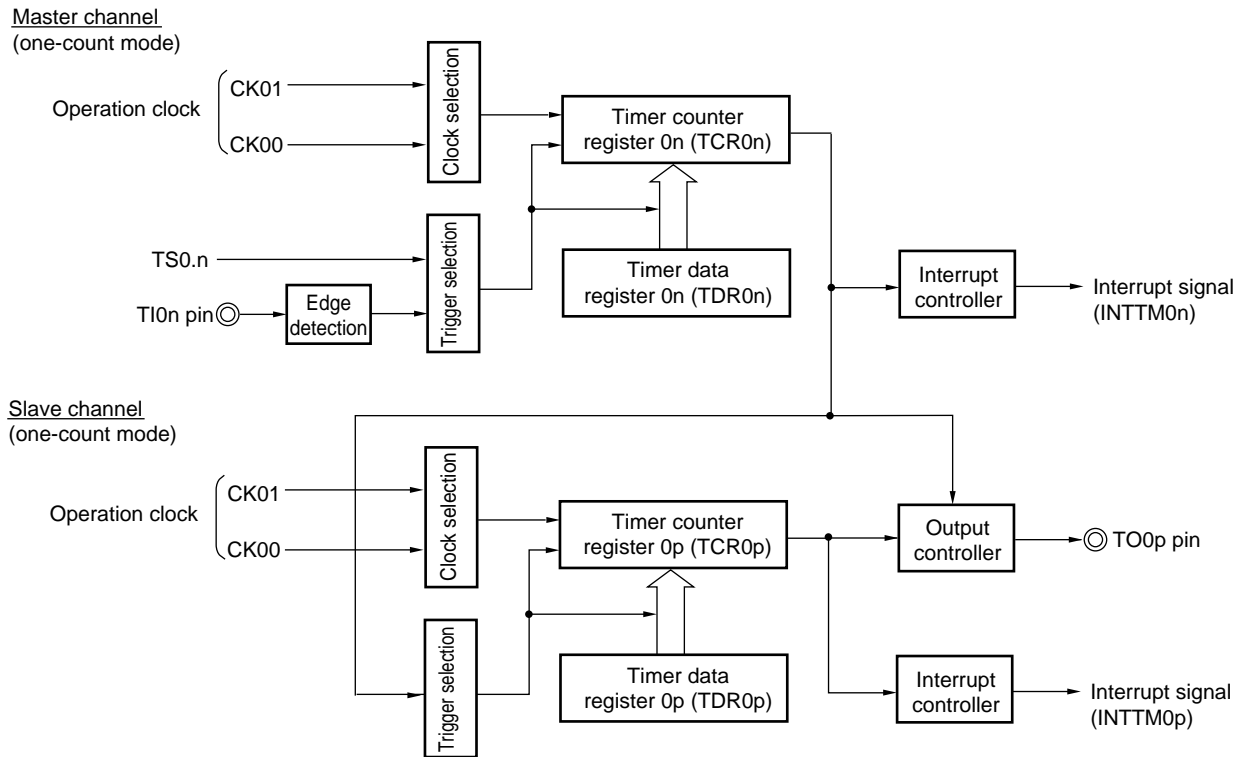 Master channel
(one-count mode)
Operation clock
CK01
CK00
Clock selection
Timer counter
register 0n (TCR0n)
TS0.n
TI0n pin
Edge
detection
Trigger selection
Timer data
register 0n (TDR0n)
Interrupt
controller
Interrupt signal
(INTTM0n)
Slave channel
(one-count mode)
Operation clock
CK01
CK00
Clock selection
Timer counter
register 0p (TCR0p)
Output
controller
TO0p pin
Trigger selection
Timer data
register 0p (TDR0p)
Interrupt
controller
Interrupt signal
(INTTM0p)